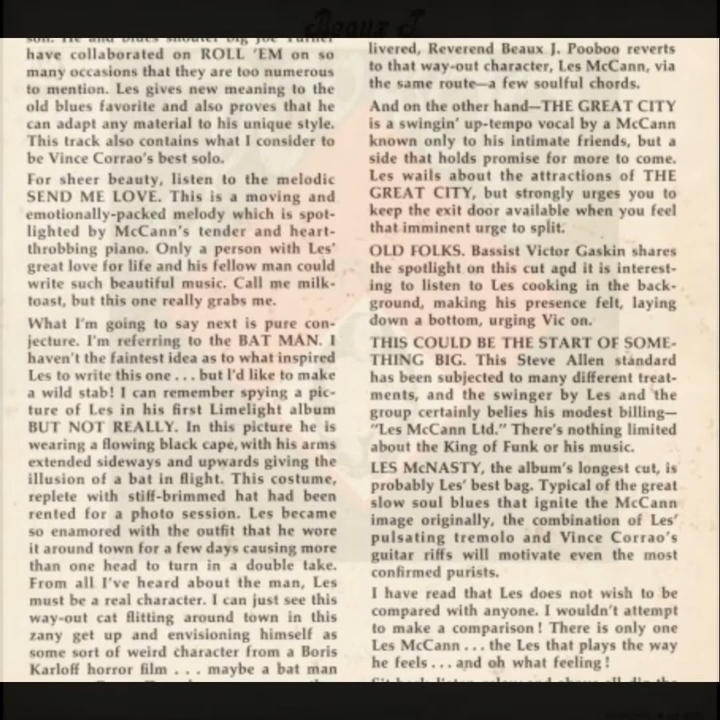 Beaux J.
son. He and blues shouter big Joe Turner
have collaborated on ROLL 'EM on so
many occasions that they are too numerous
to mention. Les gives new meaning to the
old blues favorite and also proves that he
can adapt any material to his unique style.
This track also contains what I consider to
be Vince Corrao's best solo.
For sheer beauty, listen to the melodic
SEND ME LOVE. This is a moving and
emotionally-packed melody which is spot-
lighted by McCann's tender and heart-
throbbing piano. Only a person with Les'
great love for life and his fellow man could
write such beautiful music. Call me milk-
toast, but this one really grabs me.
What I'm going to say next is pure con-
jecture. I'm referring to the BAT MAN. I
haven't the faintest idea as to what inspired
Les to write this one . . . but I'd like to make
a wild stab! I can remember spying a pic-
ture of Les in his first Limelight album
BUT NOT REALLY. In this picture he is
wearing a flowing black cape, with his arms
extended sideways and upwards giving the
illusion of a bat in flight. This costume,
replete with stiff-brimmed hat had been
rented for a photo session. Les became
so enamored with the outfit that he wore
it around town for a few days causing more
than one head to turn in a double take.
From all I've heard about the man, Les
must be a real character. I can just see this
way-out cat flitting around town in this
zany get up and envisioning himself as
some sort of weird character from a Boris
Karloff horror film . . . maybe a bat man
livered, Reverend Beaux J. Pooboo reverts
to that way-out character, Les McCann, via
the same route—a few soulful chords.
And on the other hand—THE GREAT CITY
is a swingin' up-tempo vocal by a McCann
known only to his intimate friends, but a
side that holds promise for more to come.
Les wails about the attractions of THE
GREAT CITY, but strongly urges you to
keep the exit door available when you feel
that imminent urge to split.
OLD FOLKS. Bassist Victor Gaskin shares
the spotlight on this cut and it is interest-
ing to listen to Les cooking in the back-
ground, making his presence felt, laying
down a bottom, urging Vic on.
THIS COULD BE THE START OF SOME-
THING BIG. This Steve Allen standard
has been subjected to many different treat-
ments, and the swinger by Les and the
group certainly belies his modest billing—
"Les McCann Ltd." There's nothing limited
about the King of Funk or his music.
LES McNASTY, the album's longest cut, is
probably Les' best bag. Typical of the great
slow soul blues that ignite the McCann
image originally, the combination of Les'
pulsating tremolo and Vince Corrao's
guitar riffs will motivate even the most
confirmed purists.
I have read that Les does not wish to be
compared with anyone. I wouldn't attempt
to make a comparison! There is only one
Les McCann . . . the Les that plays the way
he feels . . . and oh what feeling!